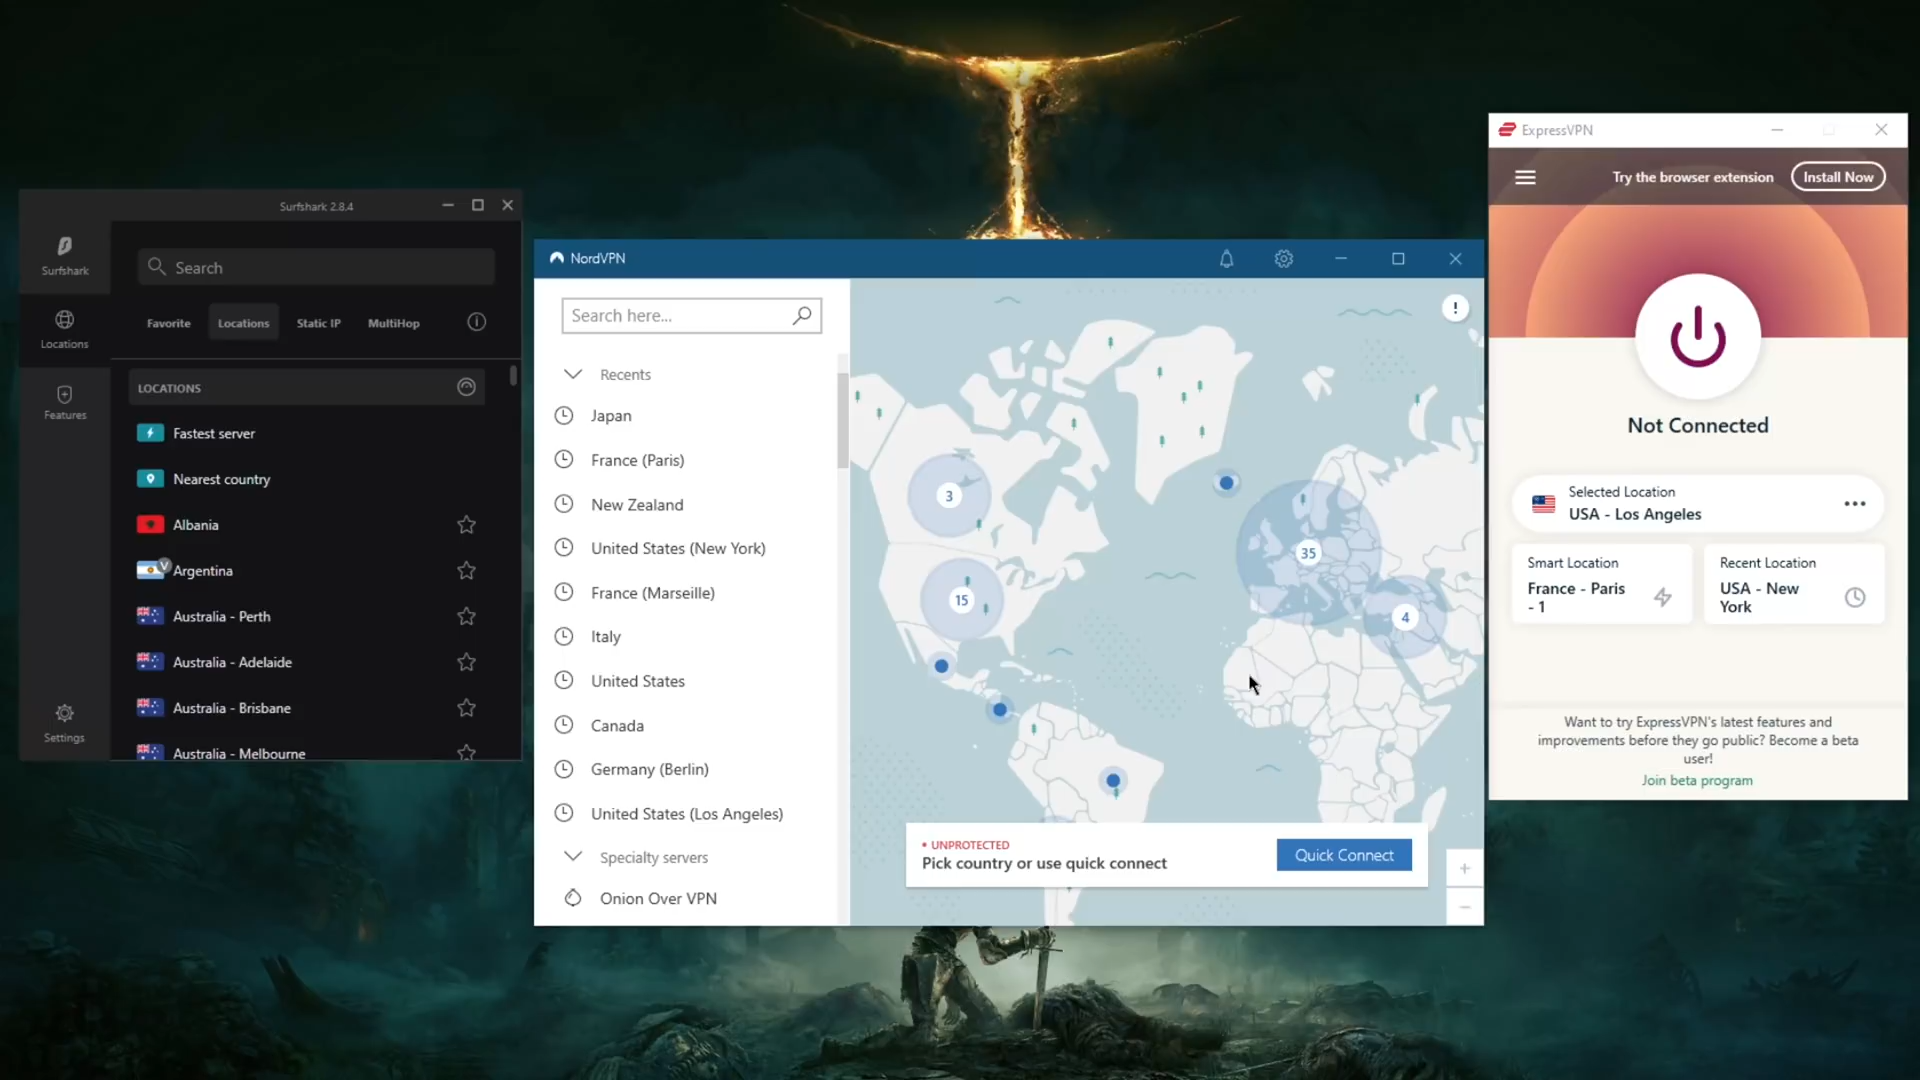 Surfshark 2.8.4
Surfshark
Locations
Features
Settings
Search
Favorite
Locations
Static IP
MultiHop
LOCATIONS
Fastest server
Nearest country
Albania
V
Argentina
Australia - Perth
Australia - Adelaide
Australia - Brisbane
Australia - Melbourne
NordVPN
Search here...
Recents
Japan
France (Paris)
New Zealand
United States (New York)
France (Marseille)
Italy
United States
Canada
Germany (Berlin)
United States (Los Angeles)
Specialty servers
Onion Over VPN
!
3
35
15
4
UNPROTECTED
Pick country or use quick connect
Quick Connect
+
−
ExpressVPN
Try the browser extension
Install Now
Not Connected
Selected Location
USA - Los Angeles
Smart Location
France - Paris
- 1
Recent Location
USA - New
York
Want to try ExpressVPN's latest features and
improvements before they go public? Become a beta
user!
Join beta program